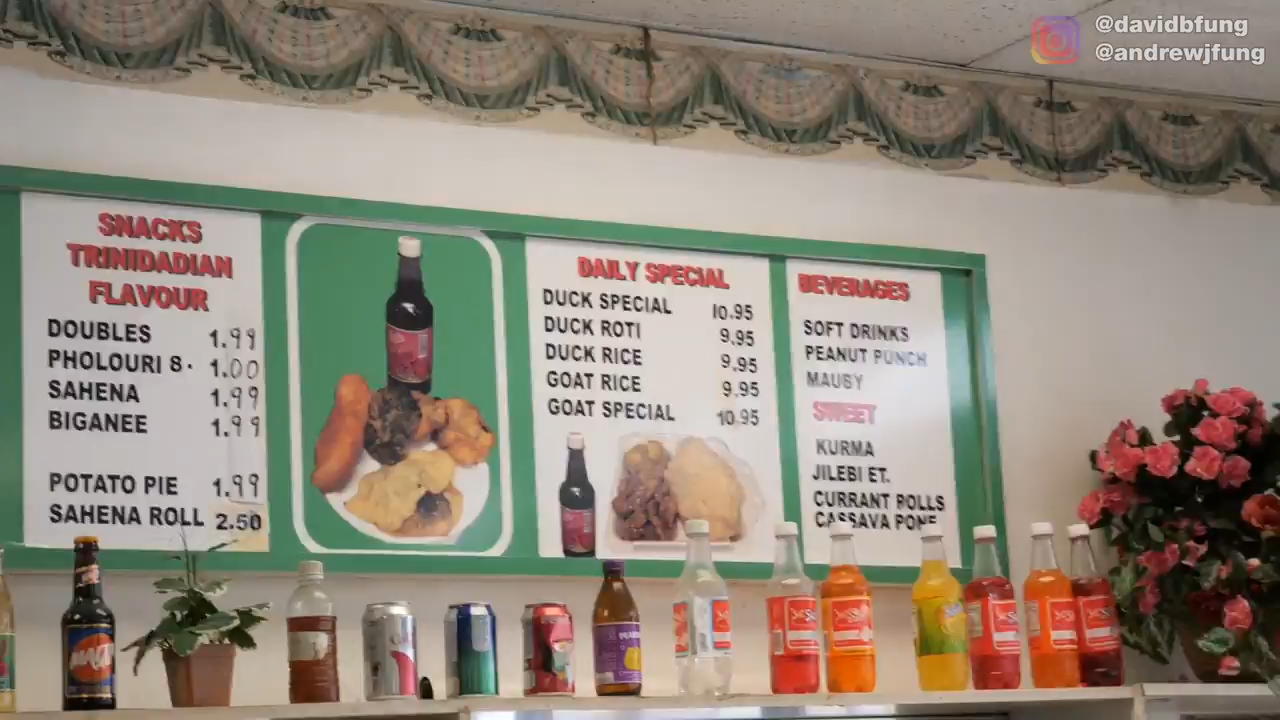 @davidbfung
@andrewjfung
SNACKS
TRINIDADIAN
FLAVOUR
DOUBLES 1.99
PHOLOURI 8. 1.00
SAHENA 1.99
BIGANEE 1.99
POTATO PIE 1.99
SAHENA ROLL 2.50
DAILY SPECIAL
DUCK SPECIAL 10.95
DUCK ROTI 9.95
DUCK RICE 9.95
GOAT RICE 9.95
GOAT SPECIAL 10.95
BEVERAGES
SOFT DRINKS
PEANUT PUNCH
MAUBY
SWEET
KURMA
JILEBI ET.
CURRANT ROLLS
CASSAVA PONE